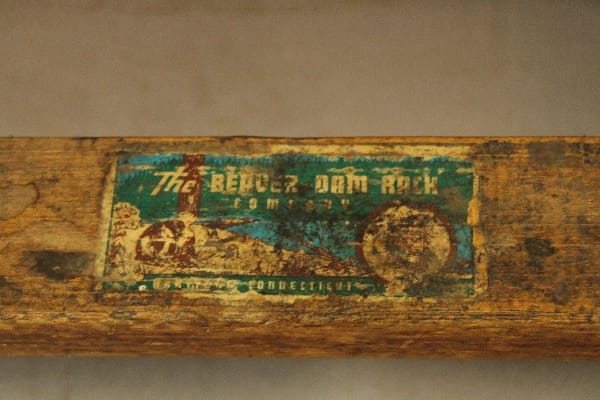 The BEAVER DAM RACK
COMPANY
CONNECTICUT